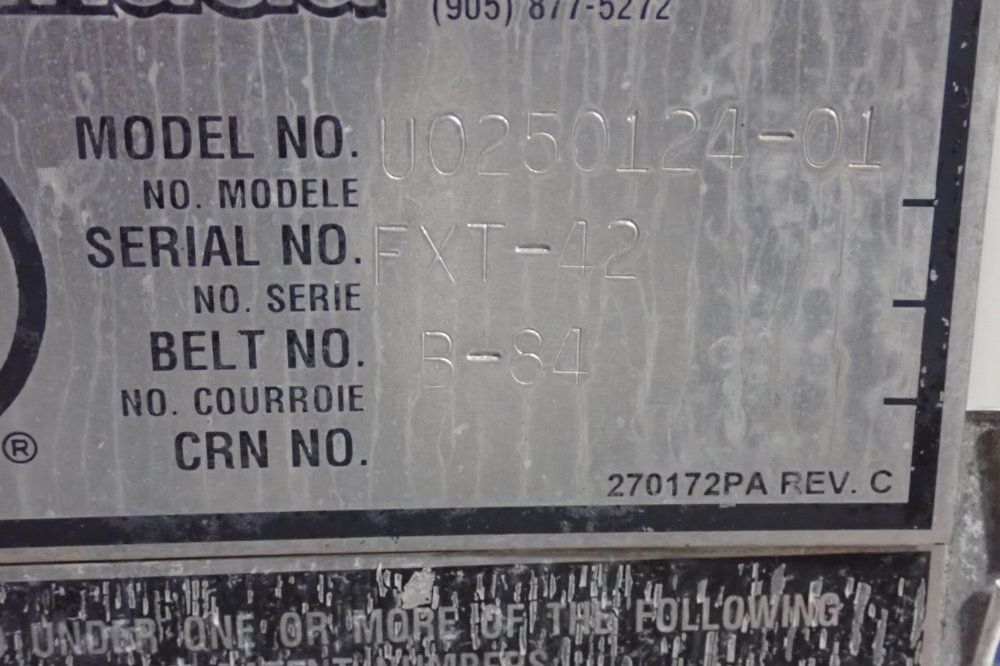 (905) 877-5272
MODEL NO. U0250124-01
NO. MODELE
SERIAL NO. FXT-42
NO. SERIE
BELT NO. B-84
NO. COURROIE
CRN NO.
®
270172PA REV. C
UNDER ONE OR MORE OF THE FOLLOWING